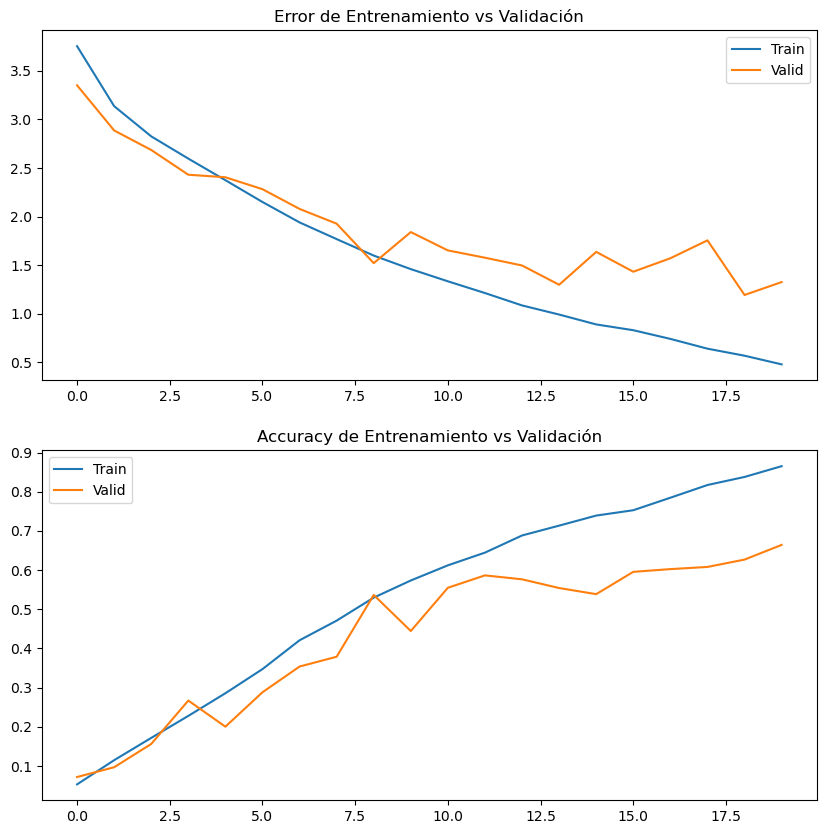 Error de Entrenamiento vs Validación
Train
Valid
3.5
3.0
2.5
2.0
1.5
1.0
0.5
0.0 2.5 5.0 7.5 10.0 12.5 15.0 17.5
Accuracy de Entrenamiento vs Validación
Train
Valid
0.9
0.8
0.7
0.6
0.5
0.4
0.3
0.2
0.1
0.0 2.5 5.0 7.5 10.0 12.5 15.0 17.5